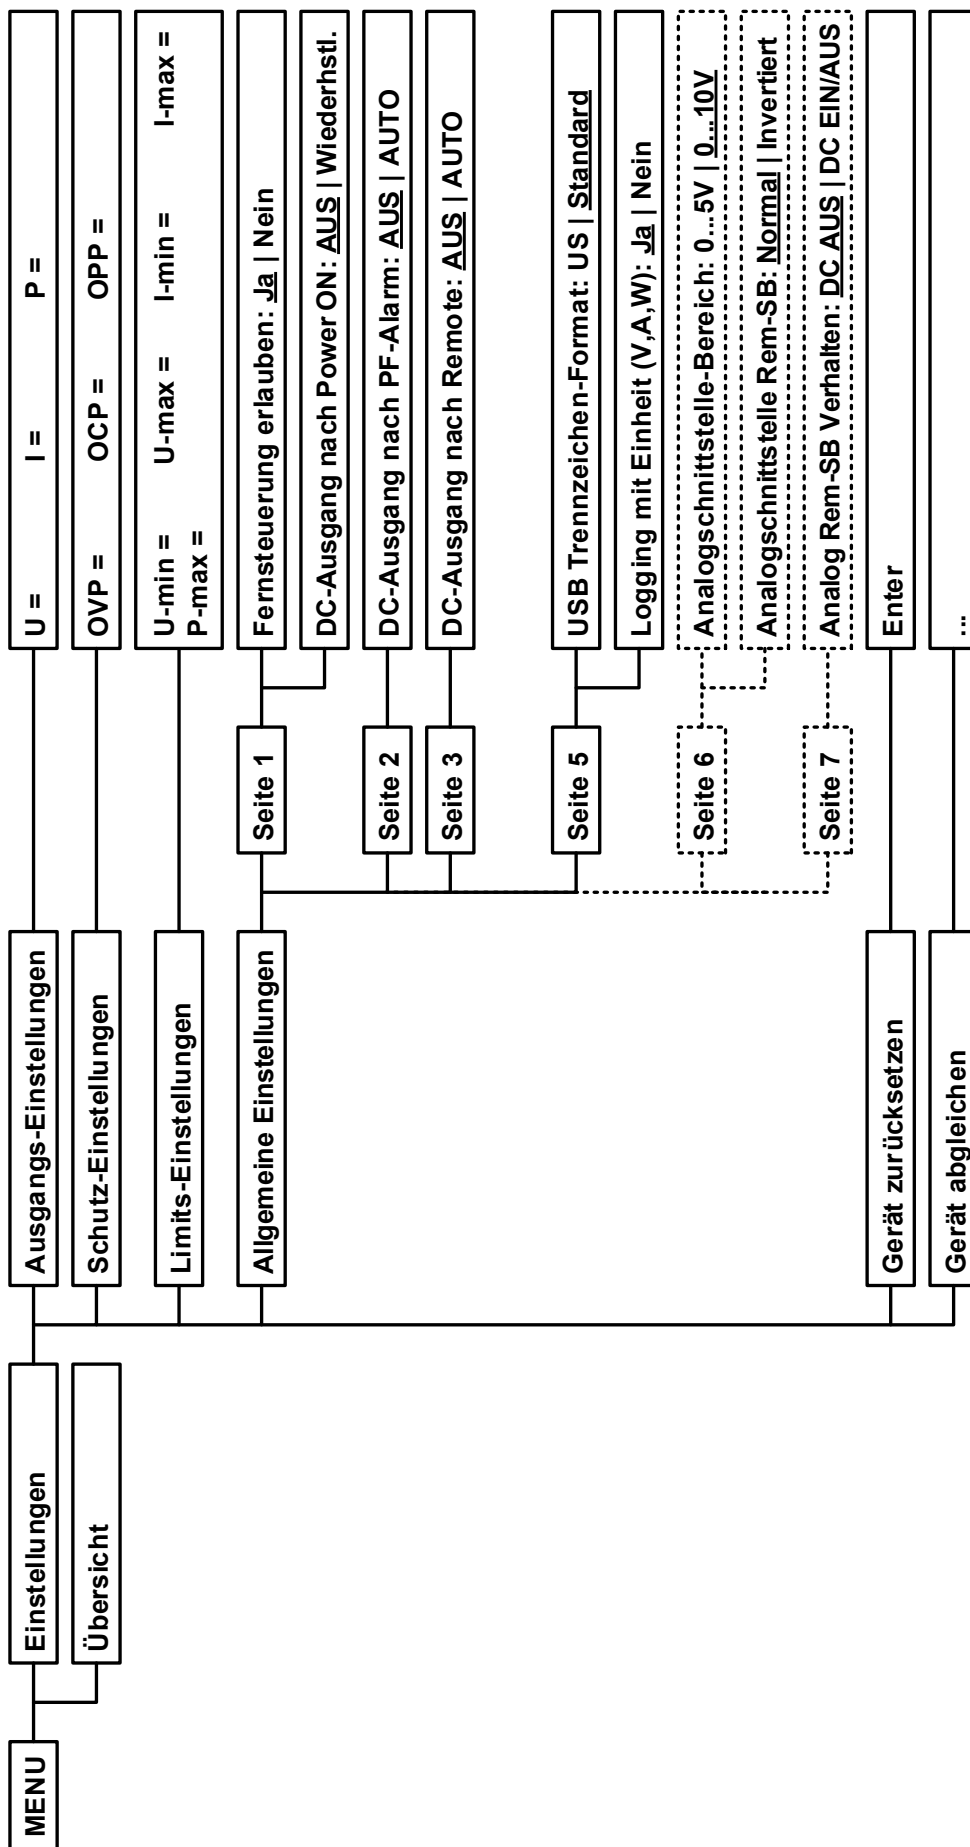 MENU
Einstellungen
Übersicht
Ausgangs-Einstellungen
U = I = P =
Schutz-Einstellungen
OVP = OCP = OPP =
Limits-Einstellungen
U-min = U-max = I-min = I-max =
P-max =
Allgemeine Einstellungen
Seite 1
Fernsteuerung erlauben: Ja | Nein
DC-Ausgang nach Power ON: AUS | Wiederhstl.
Seite 2
DC-Ausgang nach PF-Alarm: AUS | AUTO
Seite 3
DC-Ausgang nach Remote: AUS | AUTO
Seite 5
USB Trennzeichen-Format: US | Standard
Logging mit Einheit (V,A,W): Ja | Nein
Seite 6
Analogschnittstelle-Bereich: 0...5V | 0...10V
Analogschnittstelle Rem-SB: Normal | Invertiert
Seite 7
Analog Rem-SB Verhalten: DC AUS | DC EIN/AUS
Gerät zurücksetzen
Enter
Gerät abgleichen
...